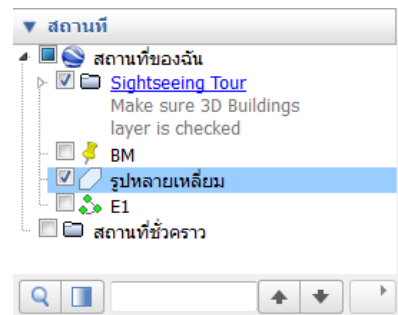 สถานที่
สถานที่ของฉัน
Sightseeing Tour
Make sure 3D Buildings
layer is checked
BM
รูปหลายเหลี่ยม
E1
สถานที่ชั่วคราว